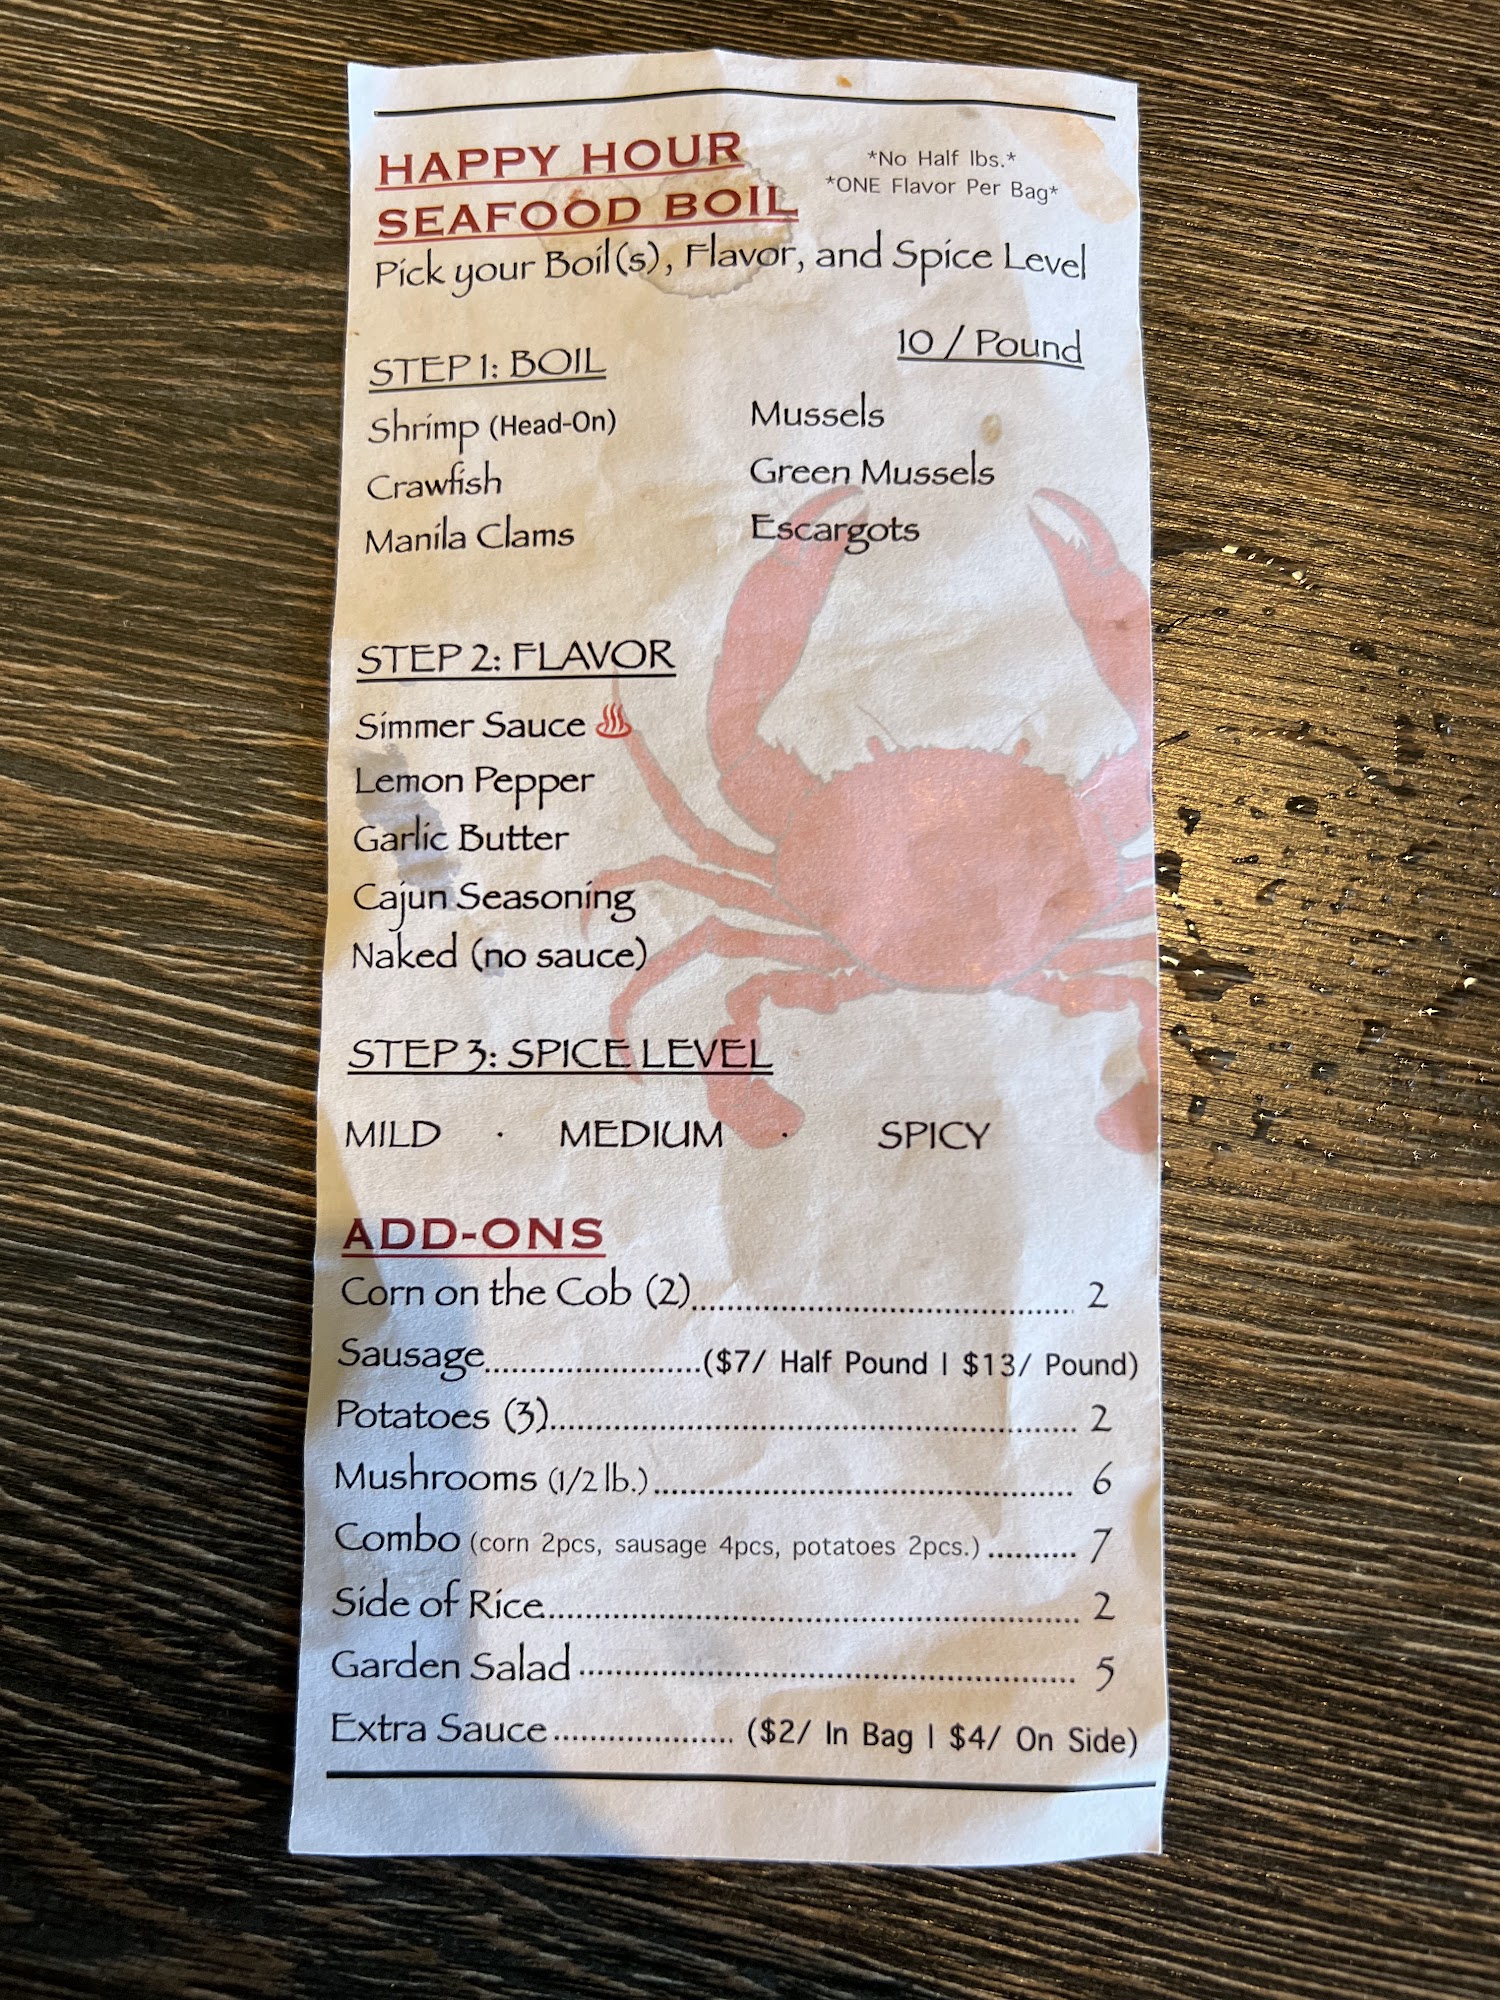 HAPPY HOUR
SEAFOOD BOIL
*No Half lbs.*
*ONE Flavor Per Bag*
Pick your Boil(s), Flavor, and Spice Level
STEP 1: BOIL
10 / Pound
Shrimp (Head-On)
Crawfish
Manila Clams
Mussels
Green Mussels
Escargots
STEP 2: FLAVOR
Simmer Sauce
Lemon Pepper
Garlic Butter
Cajun Seasoning
Naked (no sauce)
STEP 3: SPICE LEVEL
MILD · MEDIUM · SPICY
ADD-ONS
Corn on the Cob (2) 2
Sausage ($7/ Half Pound | $13/ Pound)
Potatoes (3) 2
Mushrooms (1/2 lb.) 6
Combo (corn 2pcs, sausage 4pcs, potatoes 2pcs.) 7
Side of Rice 2
Garden Salad 5
Extra Sauce ($2/ In Bag | $4/ On Side)